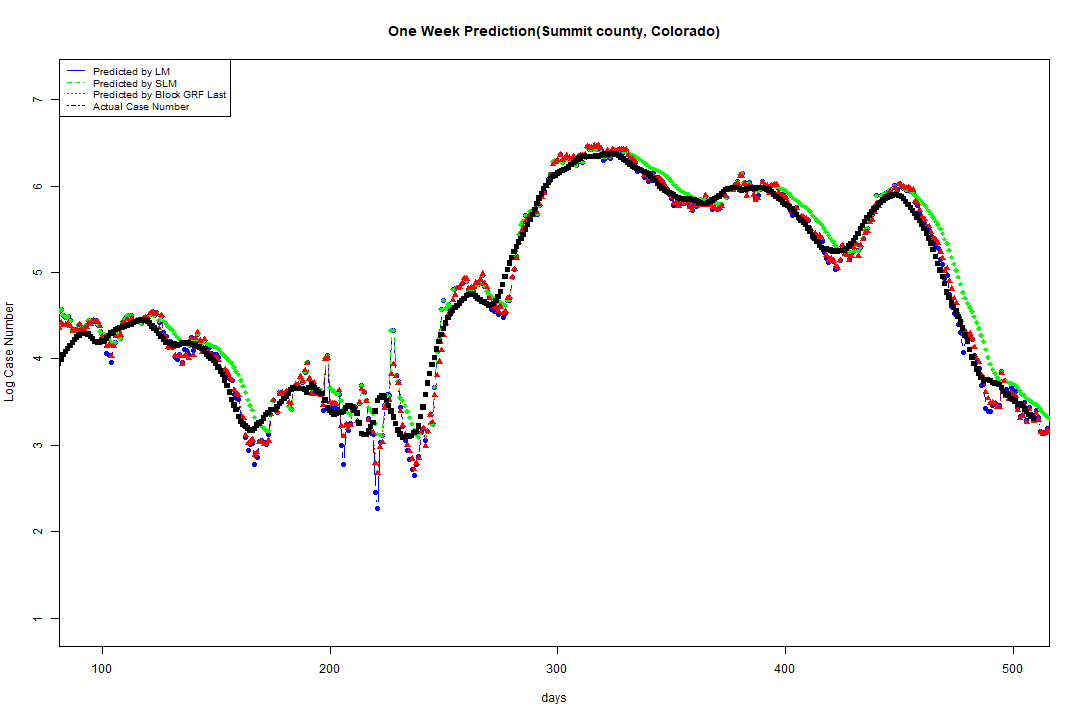 One Week Prediction(Summit county, Colorado)
Predicted by LM
Predicted by SLM
Predicted by Block GRF Last
Actual Case Number
7
6
5
4
3
2
1
Log Case Number
100 200 300 400 500
days